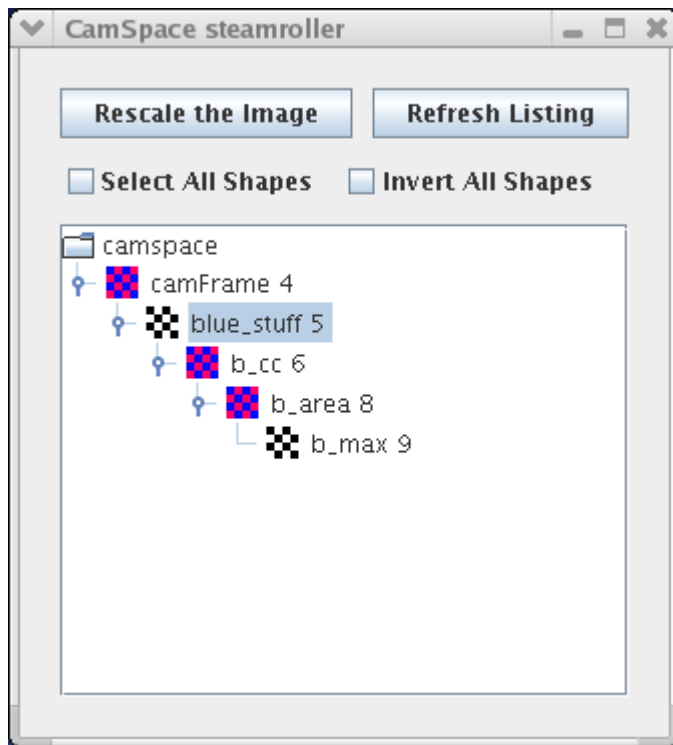 CamSpace steamroller
Rescale the Image Refresh Listing
Select All Shapes Invert All Shapes
camspace
camFrame 4
blue_stuff 5
b_cc 6
b_area 8
b_max 9